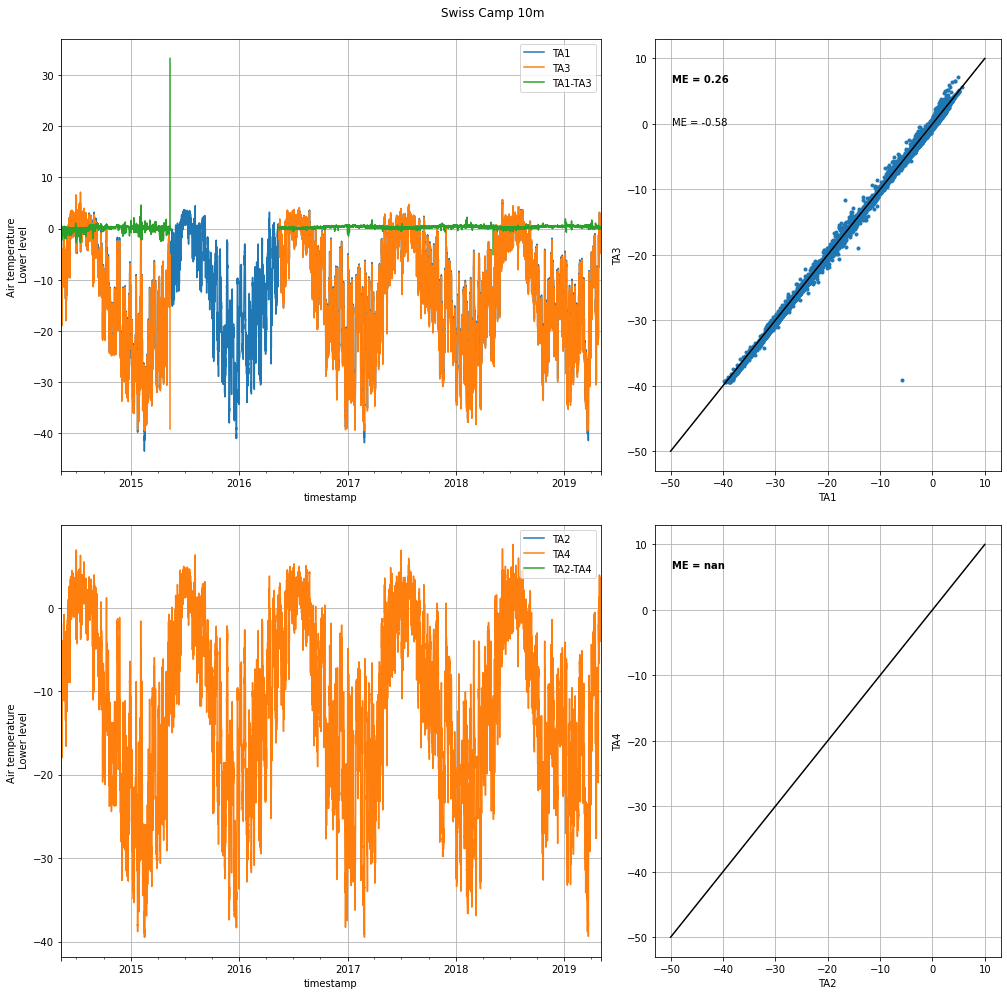 Swiss Camp 10m
TA1
TA3
TA1-TA3
30
20
10
0
−10
−20
−30
−40
Air temperature
Lower level
2015
2016
2017
2018
2019
timestamp
ME = 0.26
ME = -0.58
10
0
−10
−20
−30
−40
−50
TA3
−50
−40
−30
−20
−10
0
10
TA1
TA2
TA4
TA2-TA4
0
−10
−20
−30
−40
Air temperature
Lower level
2015
2016
2017
2018
2019
timestamp
ME = nan
10
0
−10
−20
−30
−40
−50
TA4
−50
−40
−30
−20
−10
0
10
TA2